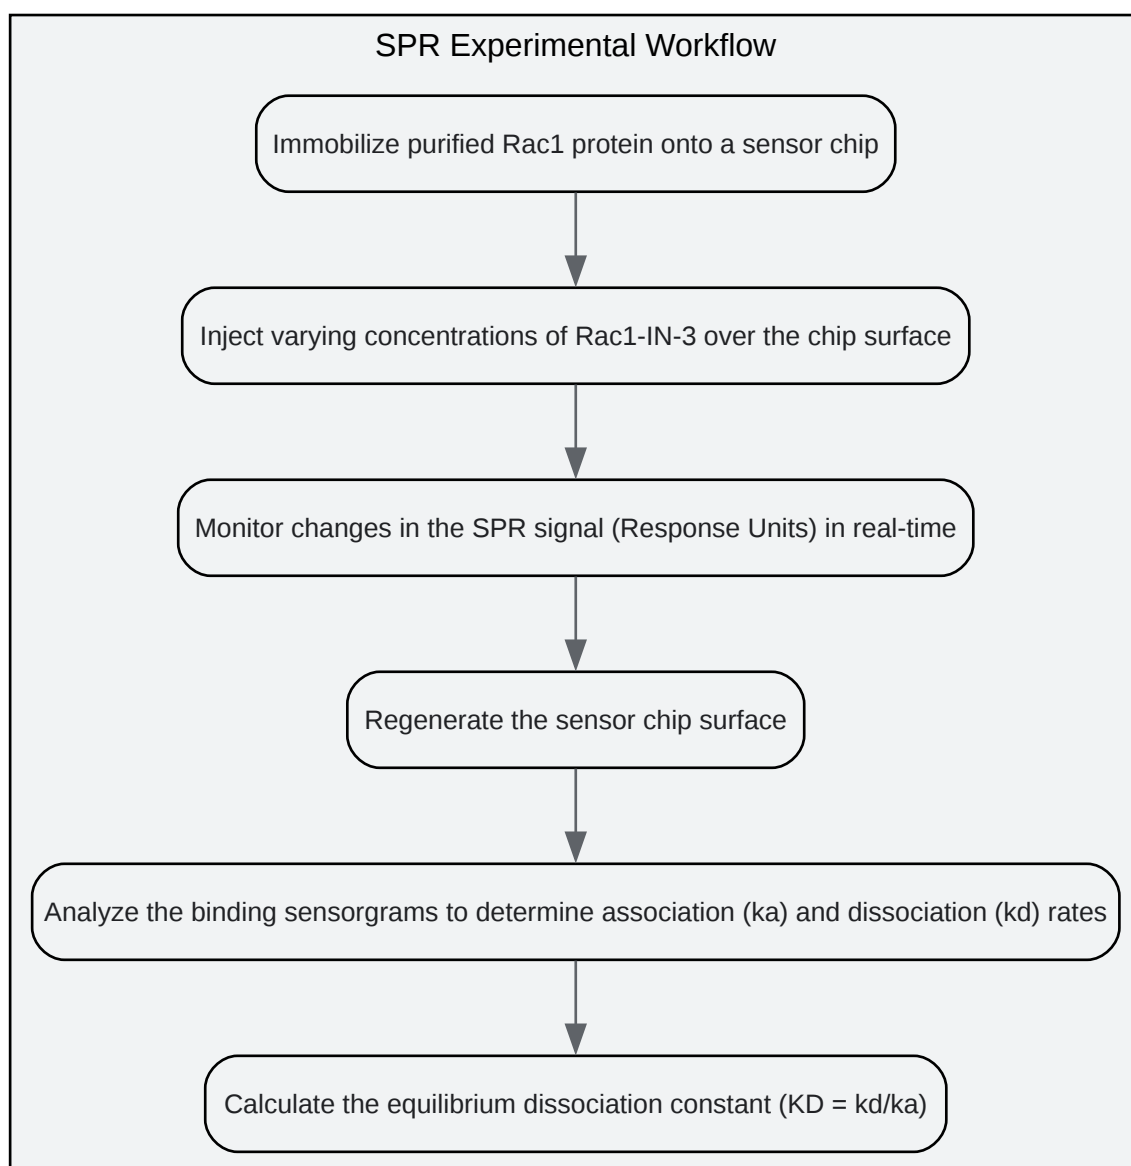 SPR Experimental Workflow
Immobilize purified Rac1 protein onto a sensor chip
Inject varying concentrations of Rac1-IN-3 over the chip surface
Monitor changes in the SPR signal (Response Units) in real-time
Regenerate the sensor chip surface
Analyze the binding sensorgrams to determine association (ka) and dissociation (kd) rates
Calculate the equilibrium dissociation constant (KD = kd/ka)